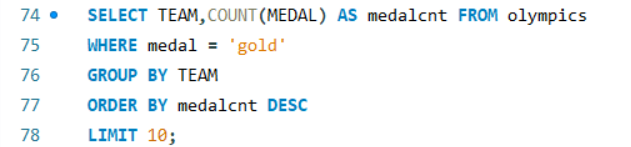 74 SELECT TEAM,COUNT(MEDAL) AS medalcnt FROM olympics
75 WHERE medal = 'gold'
76 GROUP BY TEAM
77 ORDER BY medalcnt DESC
78 LIMIT 10;